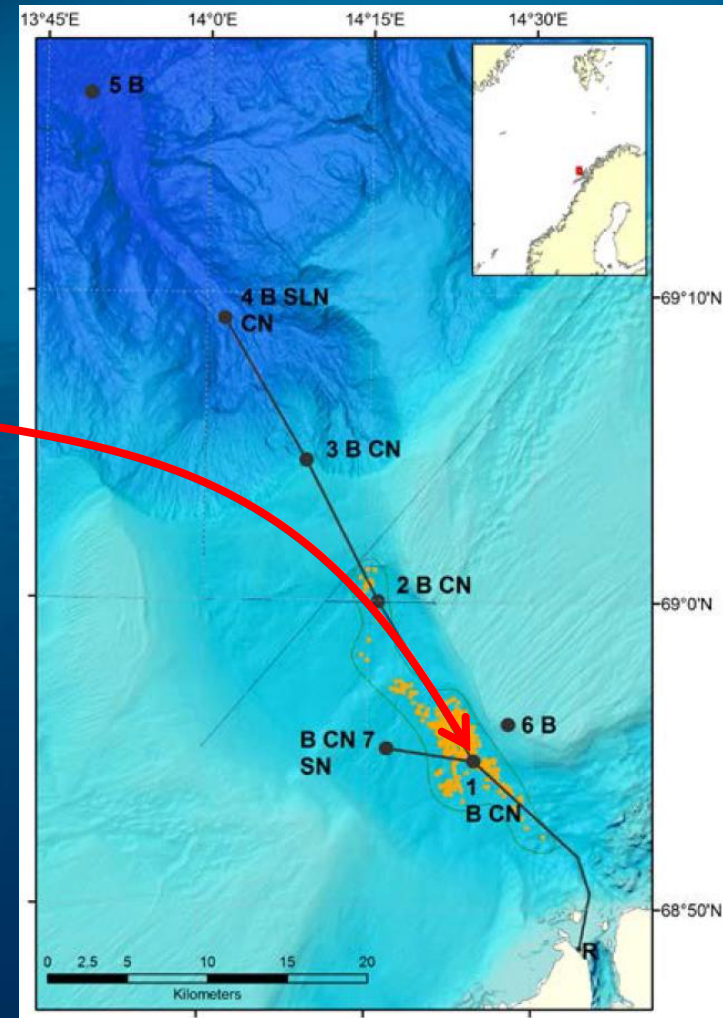 13°45'E
14°0'E
14°15'E
14°30'E
5 B
4 B SLN
CN
69°10'N
3 B CN
2 B CN
69°0'N
6 B
B CN 7
SN
1
B CN
68°50'N
R
0 2.5 5 10 15 20
Kilometers